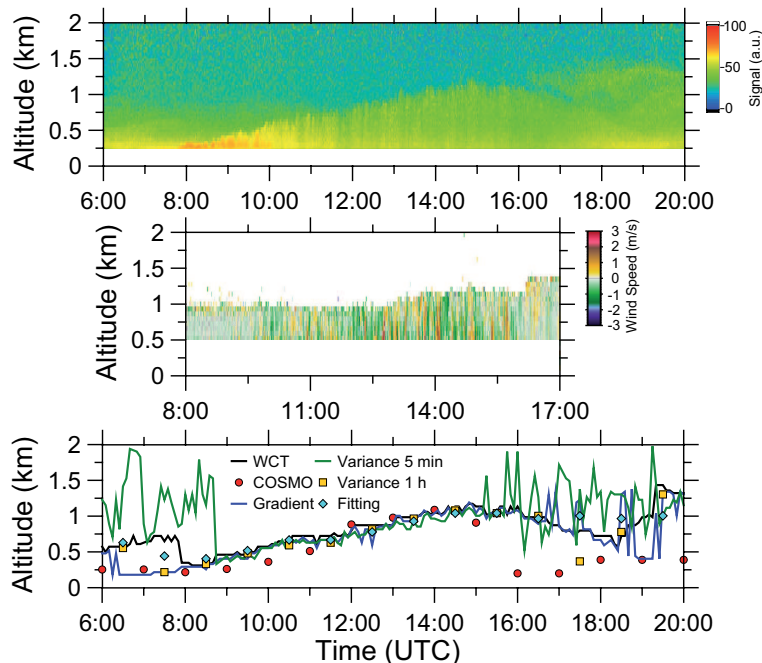 2
1.5
1
0.5
0
Altitude (km)
6:00 8:00 10:00 12:00 14:00 16:00 18:00 20:00
100
50
0
Signal (a.u.)
2
1.5
1
0.5
0
Altitude (km)
8:00 11:00 14:00 17:00
3
2
1
0
-1
-2
-3
Wind Speed (m/s)
2
1.5
1
0.5
0
Altitude (km)
WCT Variance 5 min
COSMO Variance 1 h
Gradient Fitting
6:00 8:00 10:00 12:00 14:00 16:00 18:00 20:00
Time (UTC)